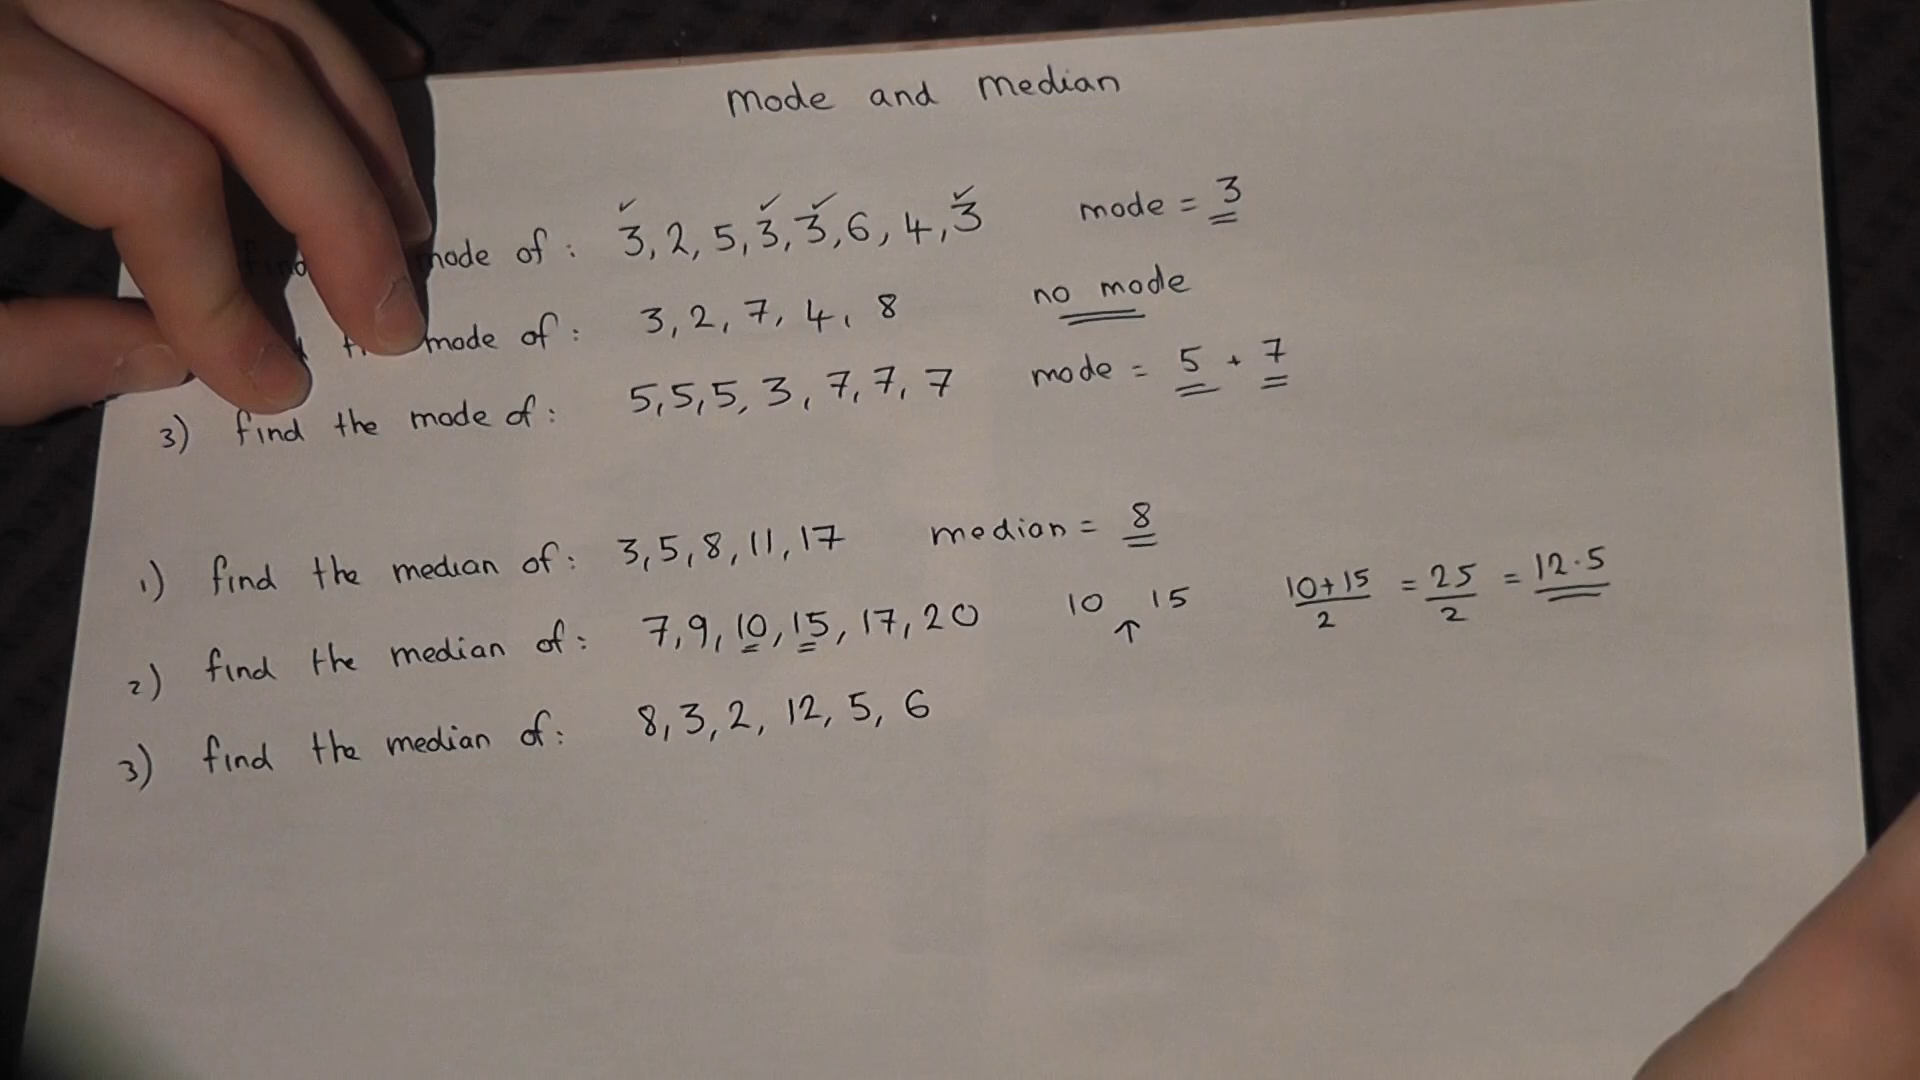 Mode and Median
find mode of : 3, 2, 5, 3, 3, 6, 4, 3 mode = 3
mode of : 3, 2, 7, 4, 8 no mode
3) find the mode of : 5, 5, 5, 3, 7, 7, 7 mode = 5 + 7
1) find the median of : 3, 5, 8, 11, 17 median = 8
2) find the median of : 7, 9, 10, 15, 17, 20 10 ↑ 15 10+15/2 = 25/2 = 12.5
3) find the median of : 8, 3, 2, 12, 5, 6